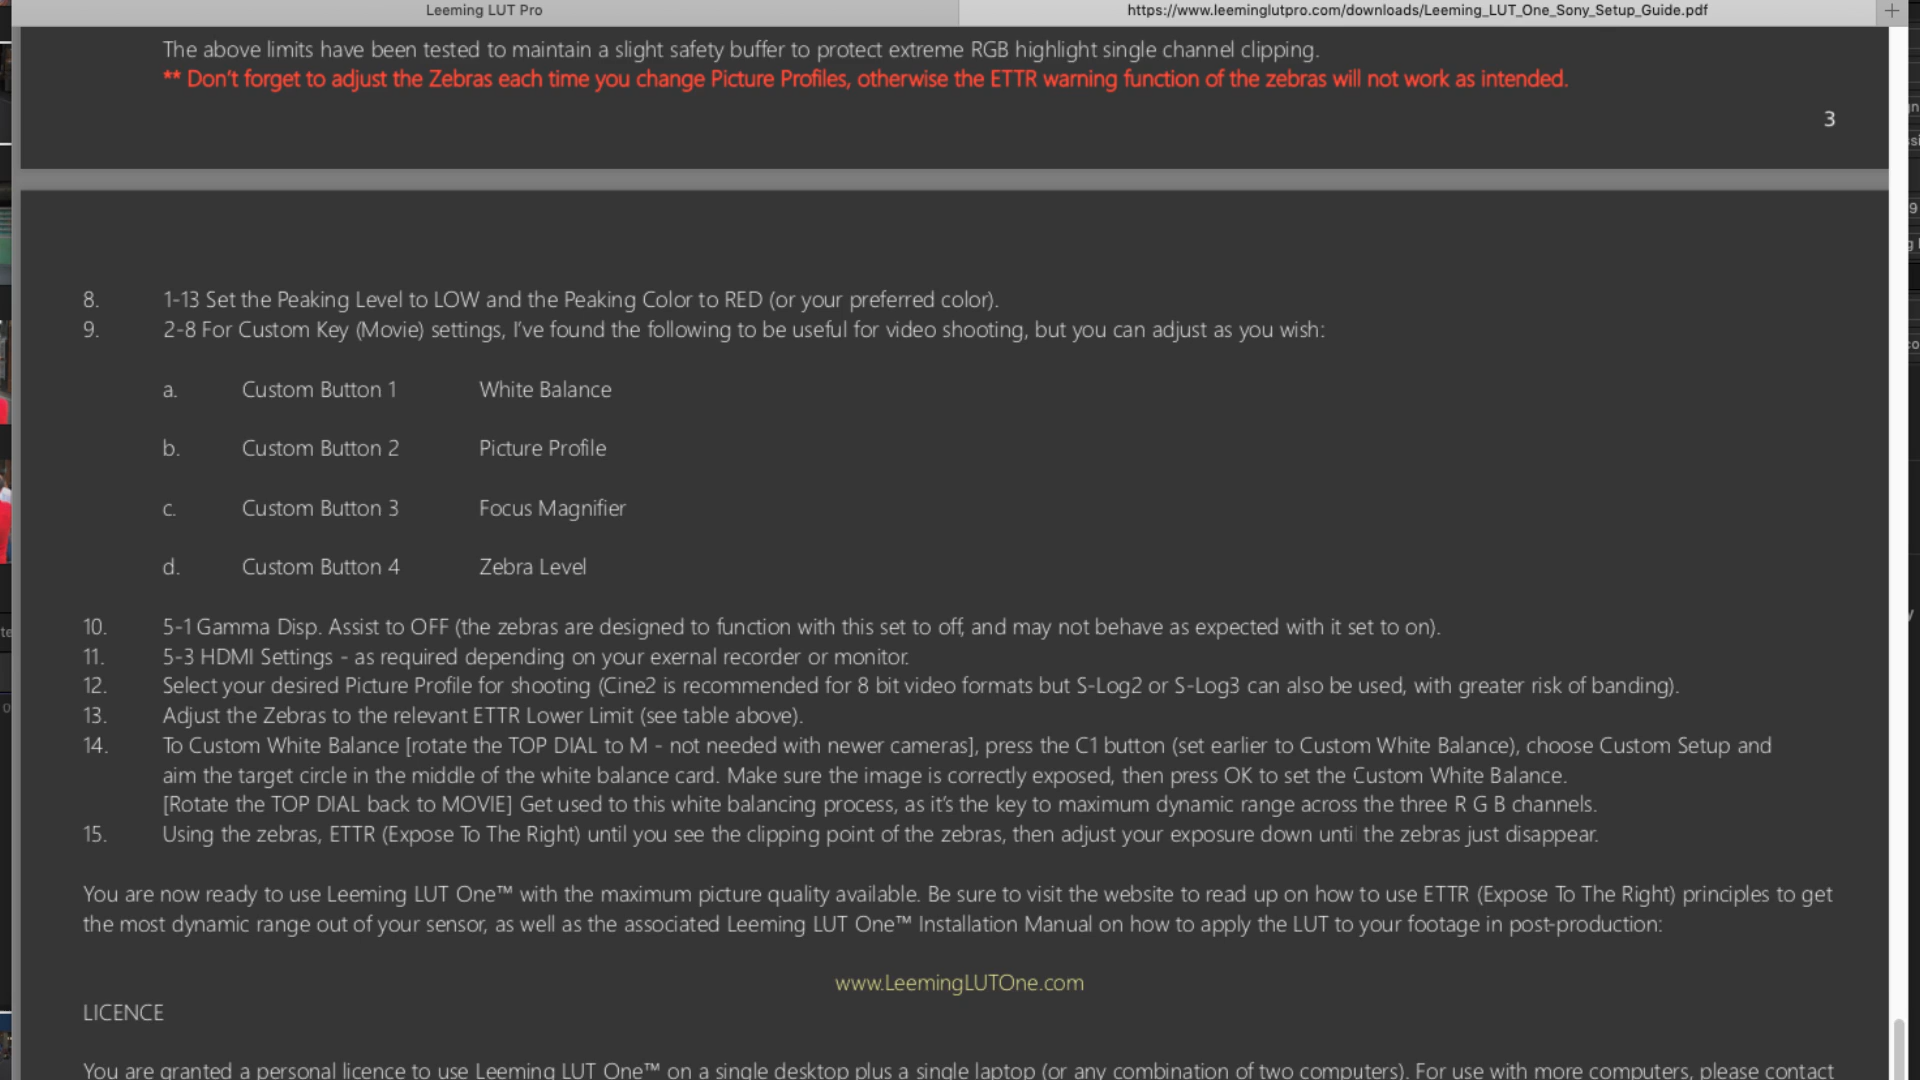 Leeming LUT Pro
https://www.leeminglutpro.com/downloads/Leeming_LUT_One_Sony_Setup_Guide.pdf
The above limits have been tested to maintain a slight safety buffer to protect extreme RGB highlight single channel clipping.
** Don't forget to adjust the Zebras each time you change Picture Profiles, otherwise the ETTR warning function of the zebras will not work as intended.
3
8. 1-13 Set the Peaking Level to LOW and the Peaking Color to RED (or your preferred color).
9. 2-8 For Custom Key (Movie) settings, I've found the following to be useful for video shooting, but you can adjust as you wish:
a. Custom Button 1 White Balance
b. Custom Button 2 Picture Profile
c. Custom Button 3 Focus Magnifier
d. Custom Button 4 Zebra Level
10. 5-1 Gamma Disp. Assist to OFF (the zebras are designed to function with this set to off, and may not behave as expected with it set to on).
11. 5-3 HDMI Settings - as required depending on your exernal recorder or monitor.
12. Select your desired Picture Profile for shooting (Cine2 is recommended for 8 bit video formats but S-Log2 or S-Log3 can also be used, with greater risk of banding).
13. Adjust the Zebras to the relevant ETTR Lower Limit (see table above).
14. To Custom White Balance [rotate the TOP DIAL to M - not needed with newer cameras], press the C1 button (set earlier to Custom White Balance), choose Custom Setup and
aim the target circle in the middle of the white balance card. Make sure the image is correctly exposed, then press OK to set the Custom White Balance.
[Rotate the TOP DIAL back to MOVIE] Get used to this white balancing process, as it's the key to maximum dynamic range across the three R G B channels.
15. Using the zebras, ETTR (Expose To The Right) until you see the clipping point of the zebras, then adjust your exposure down until the zebras just disappear.
You are now ready to use Leeming LUT One™ with the maximum picture quality available. Be sure to visit the website to read up on how to use ETTR (Expose To The Right) principles to get
the most dynamic range out of your sensor, as well as the associated Leeming LUT One™ Installation Manual on how to apply the LUT to your footage in post-production:
www.LeemingLUTOne.com
LICENCE
You are granted a personal licence to use Leeming LUT One™ on a single desktop plus a single laptop (or any combination of two computers). For use with more computers, please contact